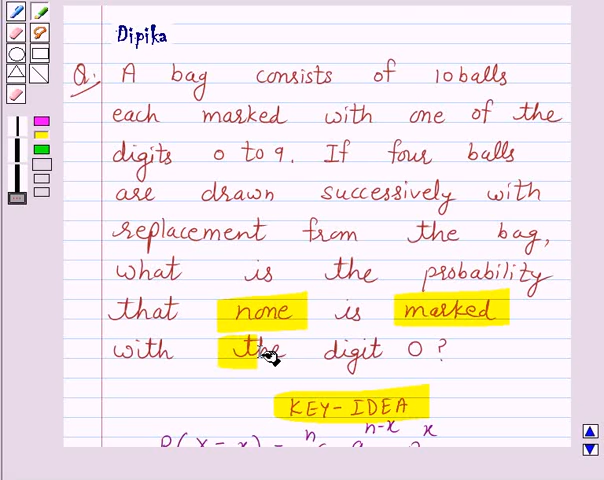 Dipika
Q. A bag consists of 10 balls
each marked with one of the
digits 0 to 9. If four balls
are drawn successively with
replacement from the bag,
what is the probability
that none is marked
with the digit 0 ?
KEY-IDEA